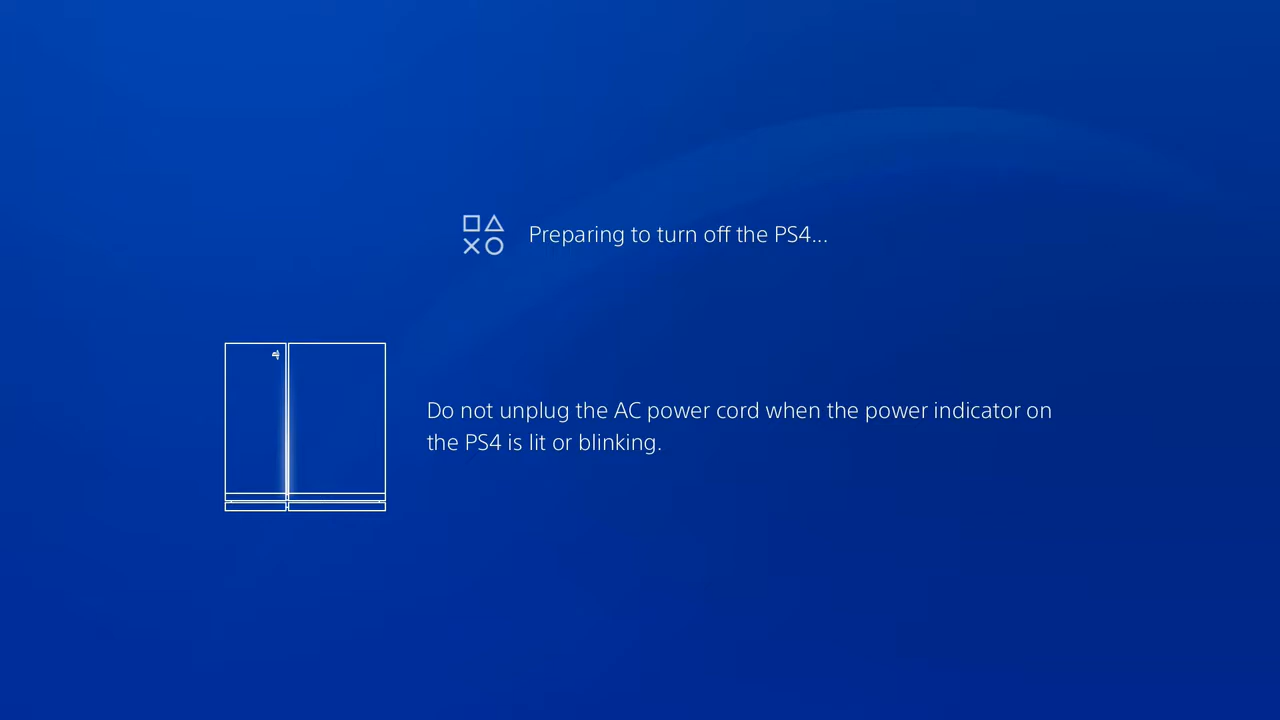 Preparing to turn off the PS4...
Do not unplug the AC power cord when the power indicator on
the PS4 is lit or blinking.